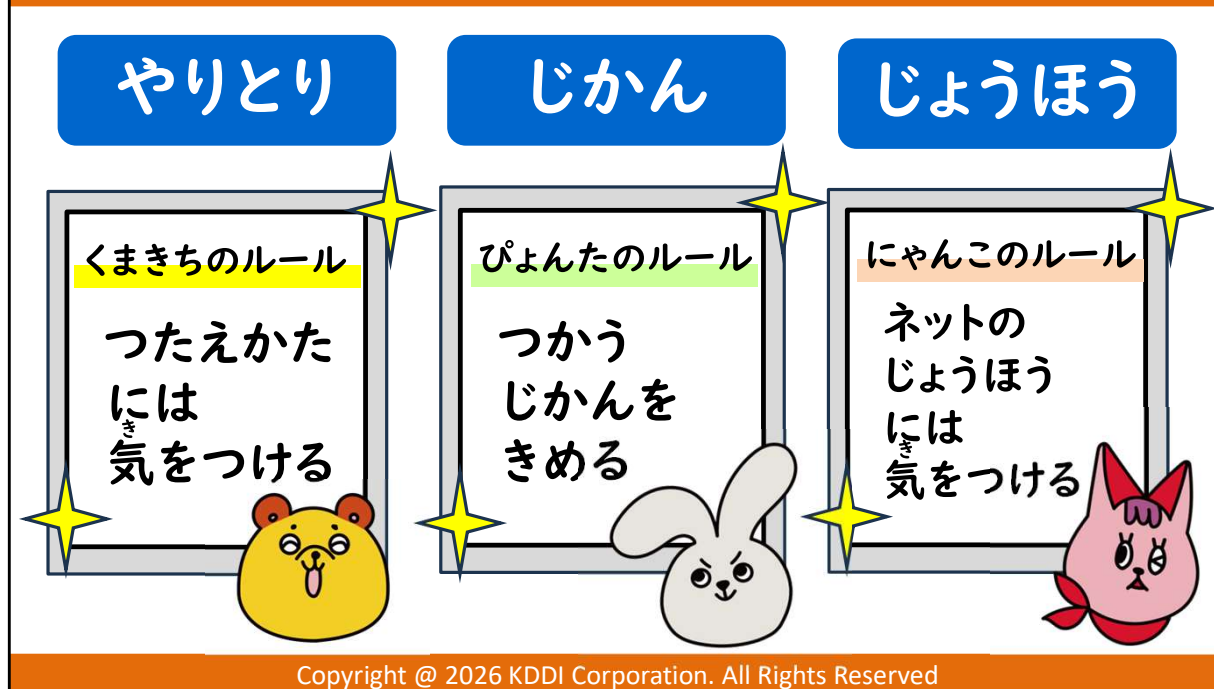 やりとり
じかん
じょうほう
くまきちのルール
つたえかた
には
気をつける
き
ぴょんたのルール
つかう
じかんを
きめる
にゃんこのルール
ネットの
じょうほう
には
気をつける
き
Copyright @ 2026 KDDI Corporation. All Rights Reserved